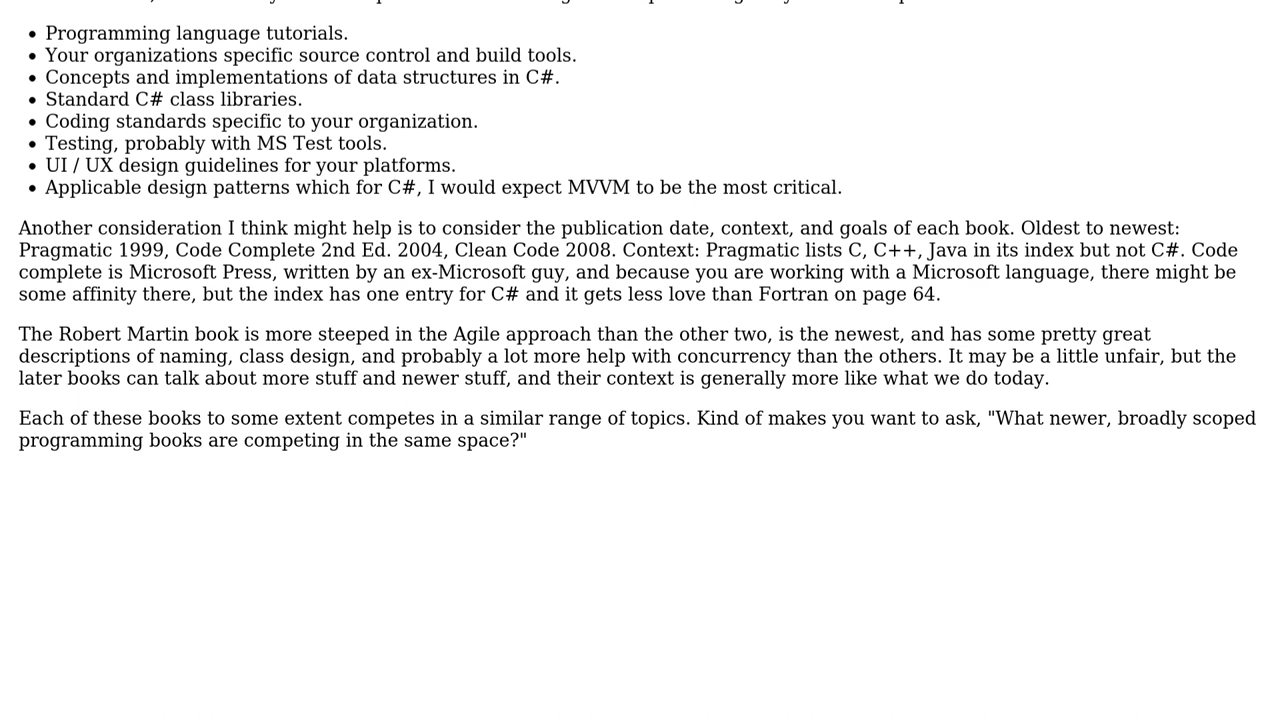 Programming language tutorials.
Your organizations specific source control and build tools.
Concepts and implementations of data structures in C#.
Standard C# class libraries.
Coding standards specific to your organization.
Testing, probably with MS Test tools.
UI / UX design guidelines for your platforms.
Applicable design patterns which for C#, I would expect MVVM to be the most critical.
Another consideration I think might help is to consider the publication date, context, and goals of each book. Oldest to newest:
Pragmatic 1999, Code Complete 2nd Ed. 2004, Clean Code 2008. Context: Pragmatic lists C, C++, Java in its index but not C#. Code
complete is Microsoft Press, written by an ex-Microsoft guy, and because you are working with a Microsoft language, there might be
some affinity there, but the index has one entry for C# and it gets less love than Fortran on page 64.
The Robert Martin book is more steeped in the Agile approach than the other two, is the newest, and has some pretty great
descriptions of naming, class design, and probably a lot more help with concurrency than the others. It may be a little unfair, but the
later books can talk about more stuff and newer stuff, and their context is generally more like what we do today.
Each of these books to some extent competes in a similar range of topics. Kind of makes you want to ask, "What newer, broadly scoped
programming books are competing in the same space?"